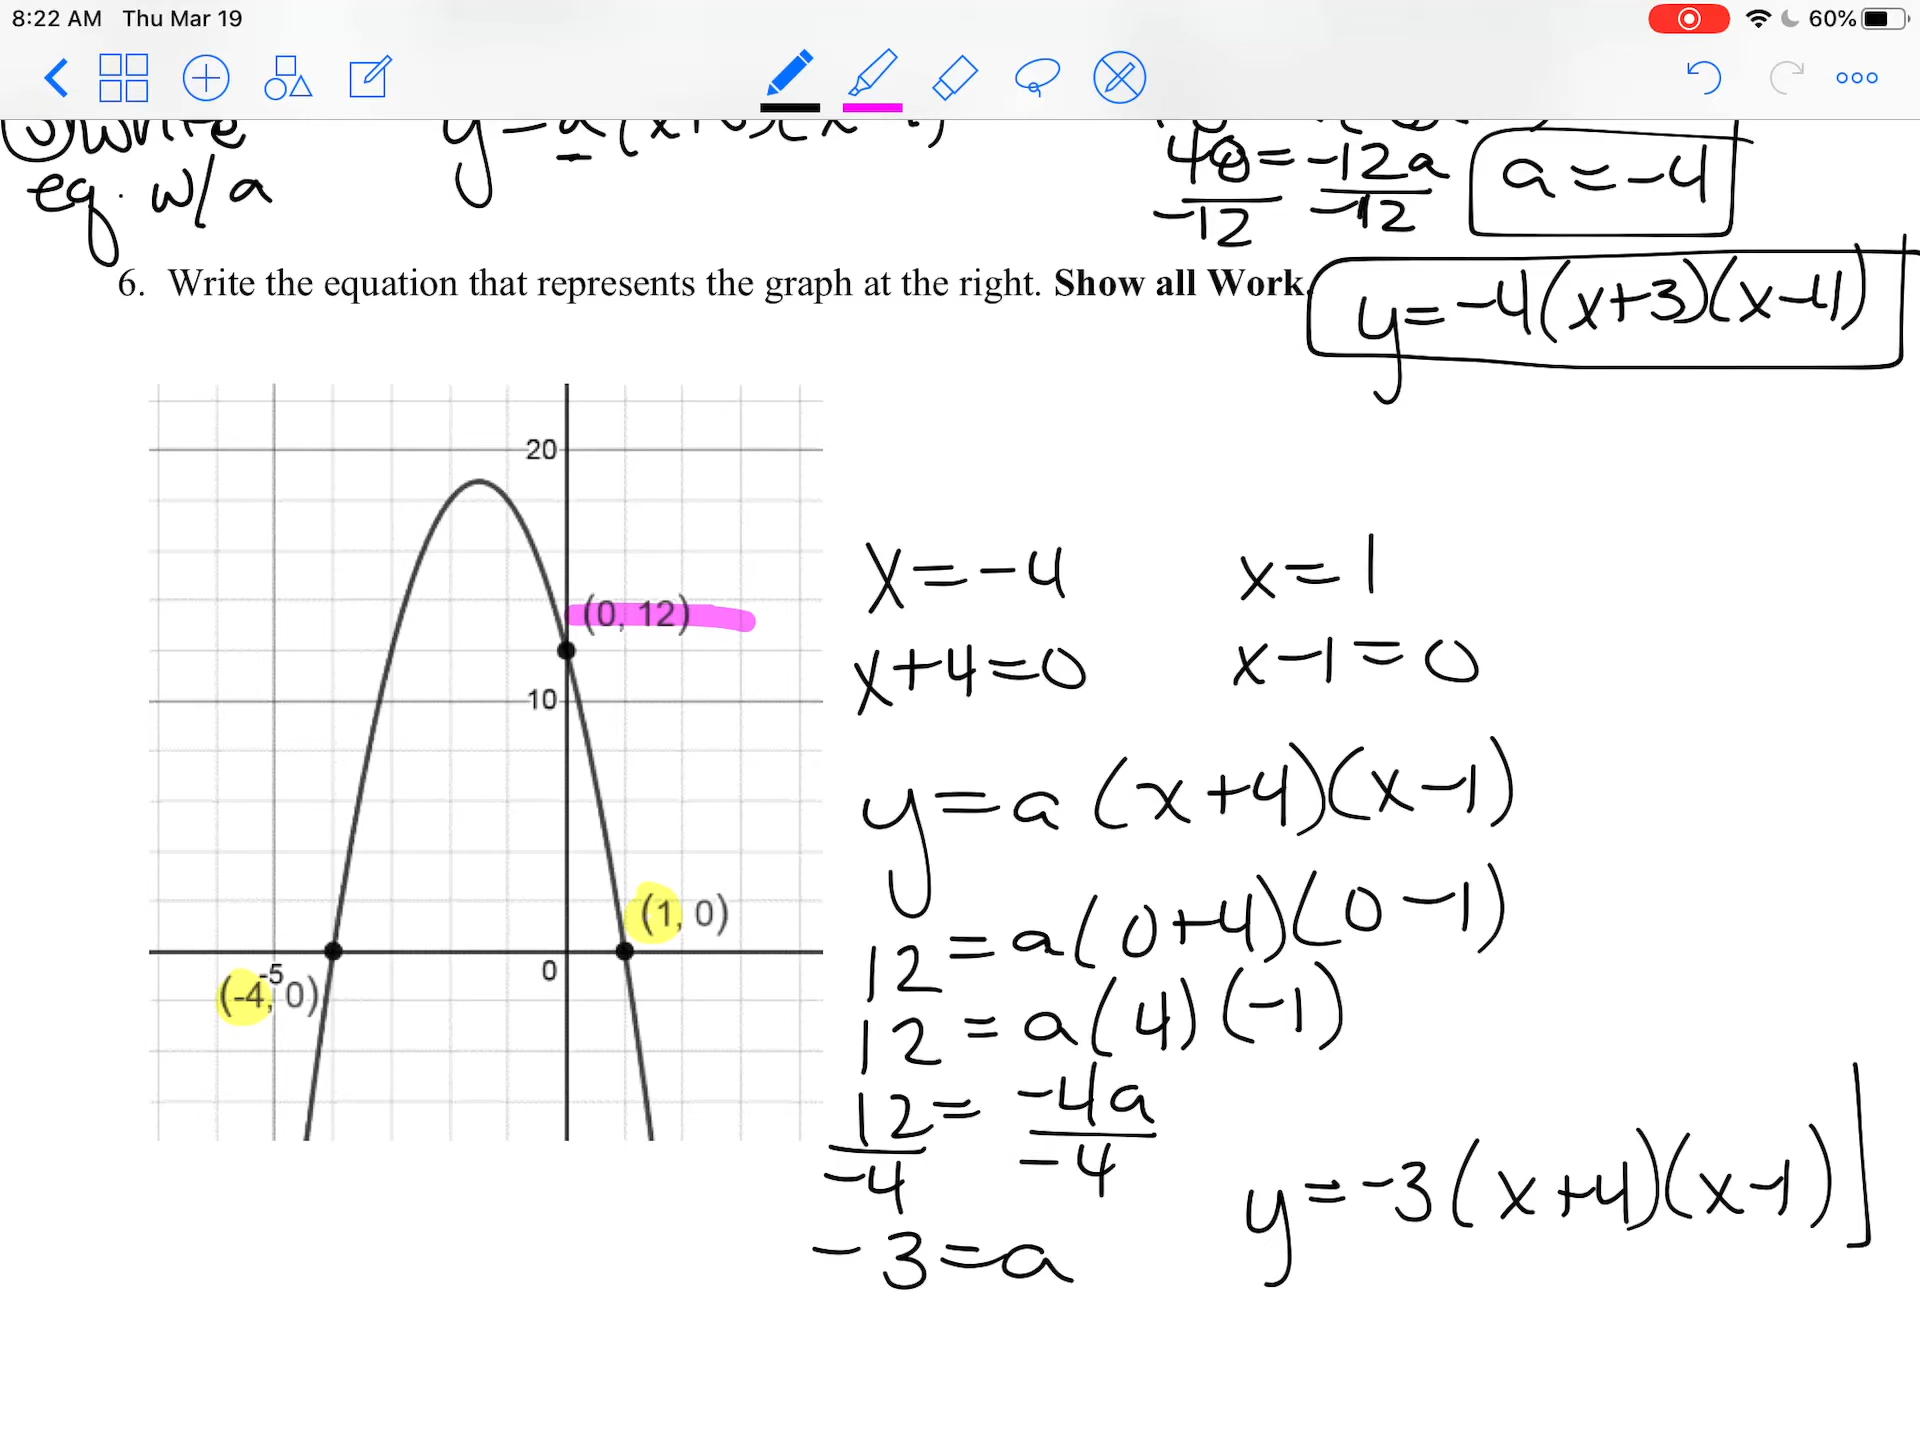 8:22 AM Thu Mar 19
60%
write
eq. w/a
48 = -12a
-12 -12
a = -4
6. Write the equation that represents the graph at the right. Show all Work.
y = -4(x+3)(x-4)
20
(0, 12)
10
(1, 0)
-5
0
(-4, 0)
x = -4 x = 1
x+4=0 x-1=0
y = a (x+4)(x-1)
12 = a(0+4)(0-1)
12 = a(4)(-1)
12 = -4a
-4 -4
-3 = a
y = -3(x+4)(x-1)